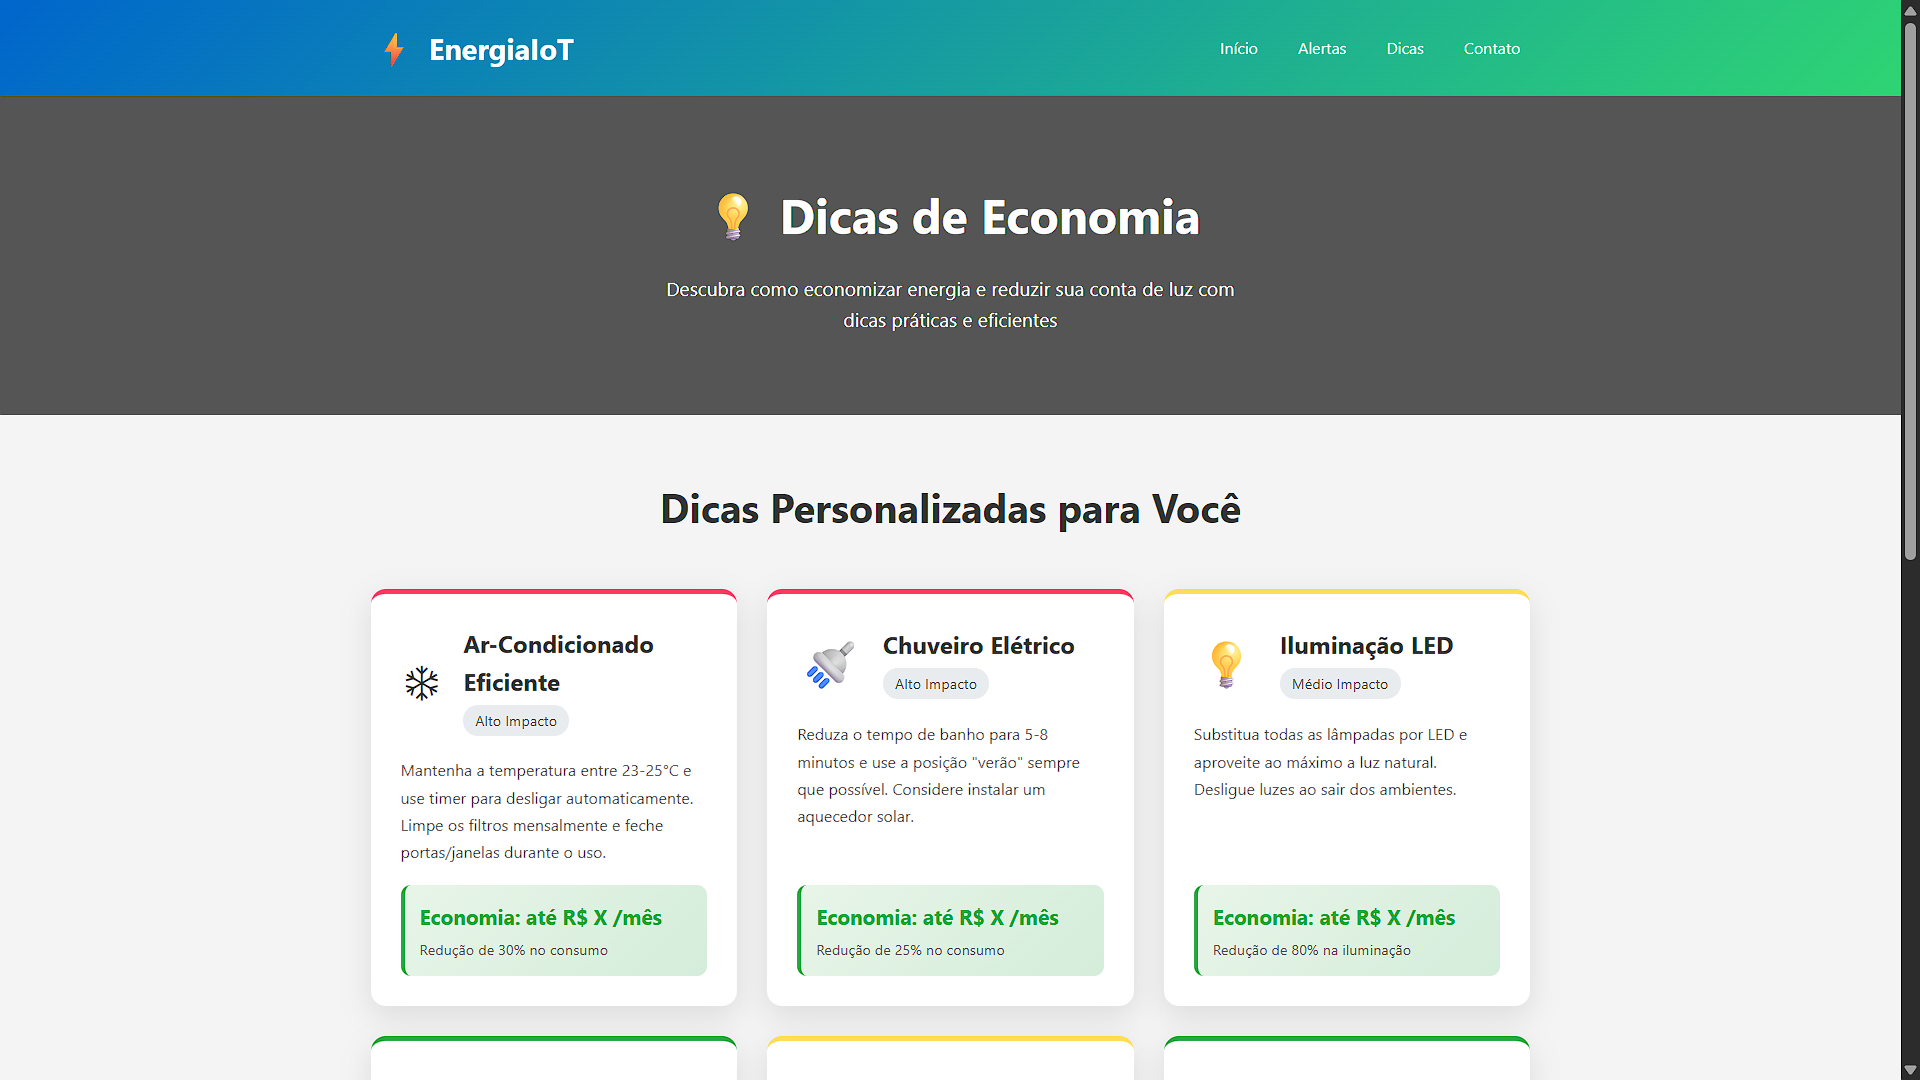 EnergiaIoT
Início
Alertas
Dicas
Contato
Dicas de Economia
Descubra como economizar energia e reduzir sua conta de luz com
dicas práticas e eficientes
Dicas Personalizadas para Você
Ar-Condicionado
Eficiente
Alto Impacto
Mantenha a temperatura entre 23-25°C e
use timer para desligar automaticamente.
Limpe os filtros mensalmente e feche
portas/janelas durante o uso.
Economia: até R$ X /mês
Redução de 30% no consumo
Chuveiro Elétrico
Alto Impacto
Reduza o tempo de banho para 5-8
minutos e use a posição "verão" sempre
que possível. Considere instalar um
aquecedor solar.
Economia: até R$ X /mês
Redução de 25% no consumo
Iluminação LED
Médio Impacto
Substitua todas as lâmpadas por LED e
aproveite ao máximo a luz natural.
Desligue luzes ao sair dos ambientes.
Economia: até R$ X /mês
Redução de 80% na iluminação